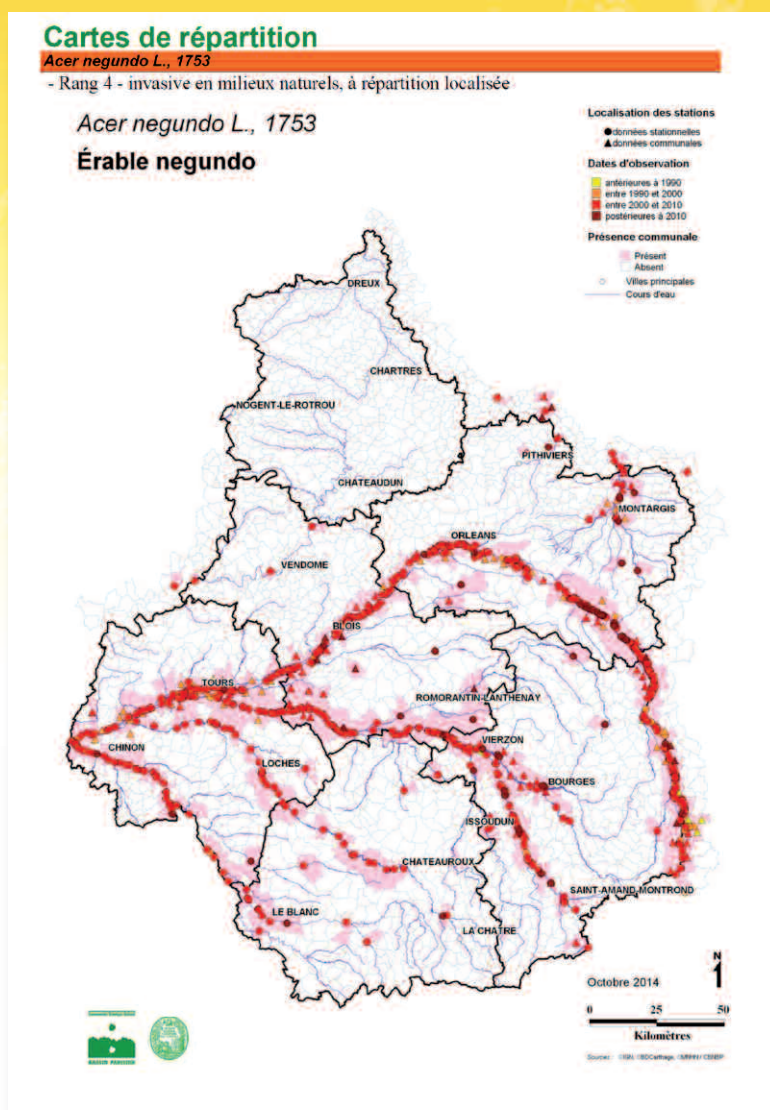 Cartes de répartition
Acer negundo L., 1753
- Rang 4 - invasive en milieux naturels, à répartition localisée
Acer negundo L., 1753
Érable negundo
Localisation des stations
données stationnelles
données communales
Dates d'observation
antérieures à 1990
entre 1990 et 2000
entre 2000 et 2010
postérieures à 2010
Présence communale
Présent
Absent
Villes principales
Cours d'eau
DREUX
CHARTRES
NOGENT-LE-ROTROU
CHATEAUDUN
PITHIVIERS
MONTARGIS
ORLEANS
VENDOME
BLOIS
TOURS
ROMORANTIN-LANTHENAY
CHINON
VIERZON
LOCHES
BOURGES
ISSOUDUN
CHATEAUROUX
SAINT-AMAND-MONTROND
LE BLANC
LA CHATRE
N
Octobre 2014
0 25 50
Kilomètres
BASSIN PARISIEN